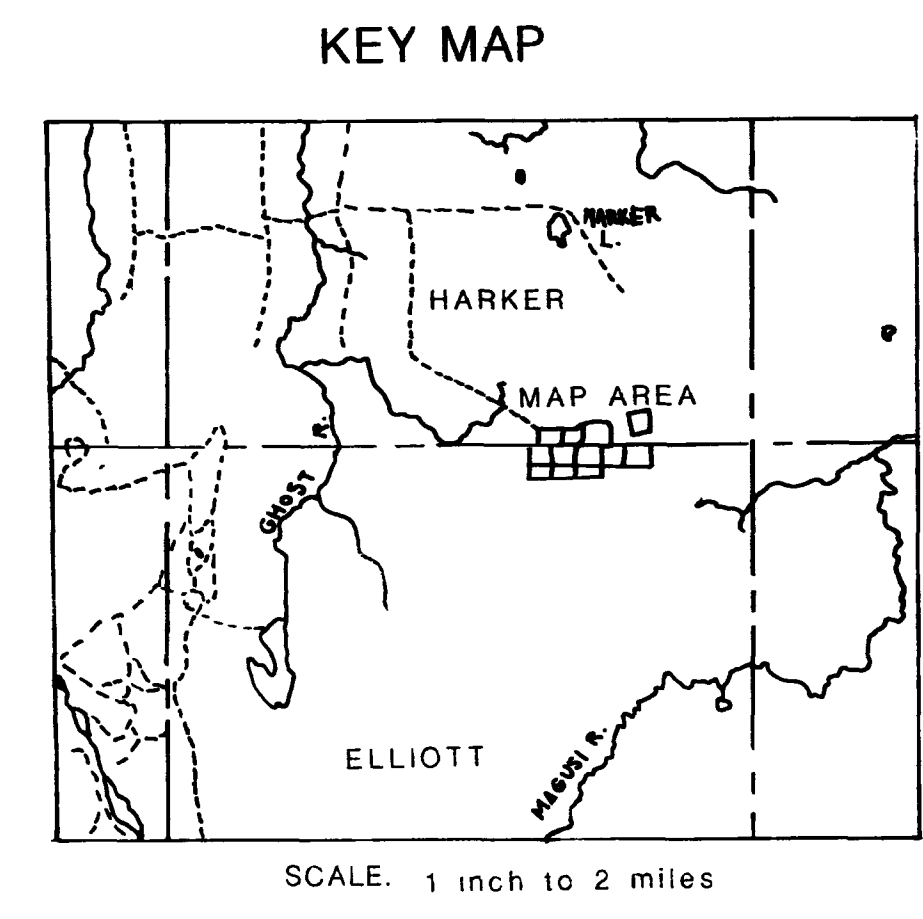 KEY MAP
HARKER
L.
HARKER
MAP AREA
GHOST R.
ELLIOTT
MAGUSI R.
SCALE. 1 inch to 2 miles